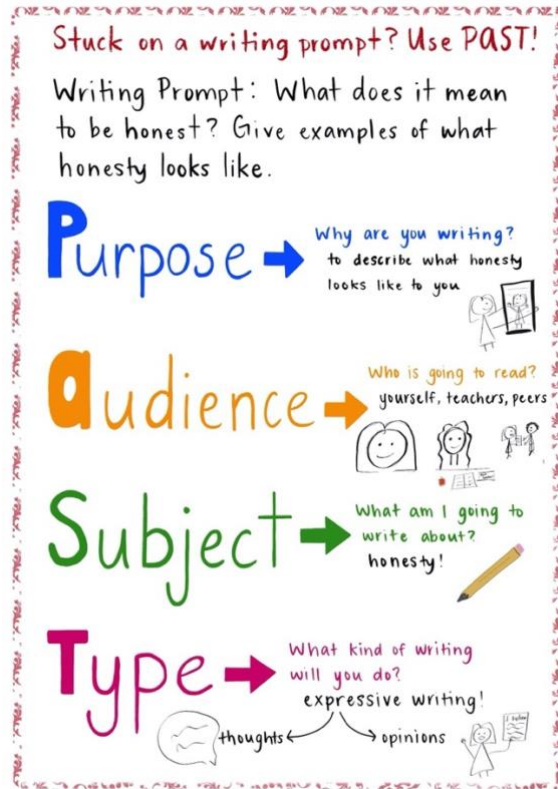 Stuck on a writing prompt? Use PAST!
Writing Prompt: What does it mean
to be honest? Give examples of what
honesty looks like.
Purpose
Why are you writing?
to describe what honesty
looks like to you
audience
Who is going to read?
yourself, teachers, peers
Subject
What am I going to
write about?
honesty!
Type
What kind of writing
will you do?
expressive writing!
thoughts
opinions